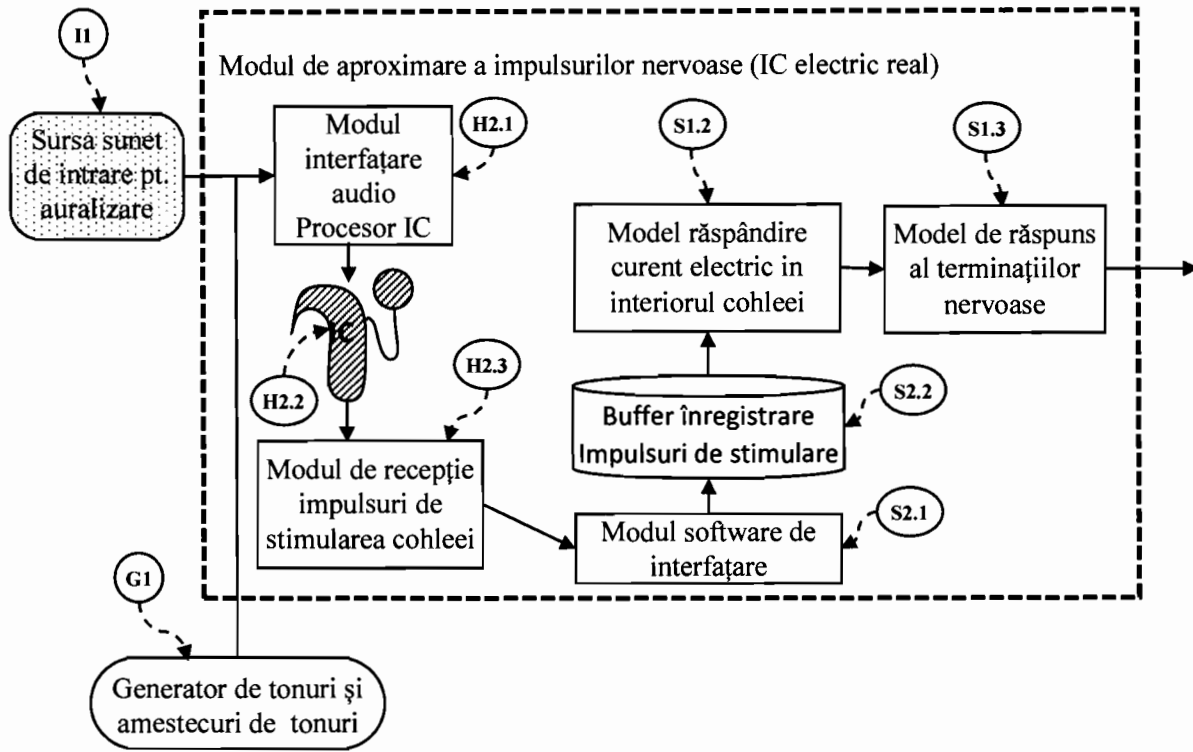 I1
Modul de aproximare a impulsurilor nervoase (IC electric real)
Sursa sunet
de intrare pt.
auralizare
Modul
interfațare
audio
Procesor IC
H2.1
S1.2
S1.3
Model răspândire
curent electric in
interiorul cohleei
Model de răspuns
al terminațiilor
nervoase
IC
H2.2
H2.3
Buffer înregistrare
Impulsuri de stimulare
S2.2
Modul de recepție
impulsuri de
stimularea cohleei
Modul software de
interfațare
S2.1
G1
Generator de tonuri și
amestecuri de tonuri